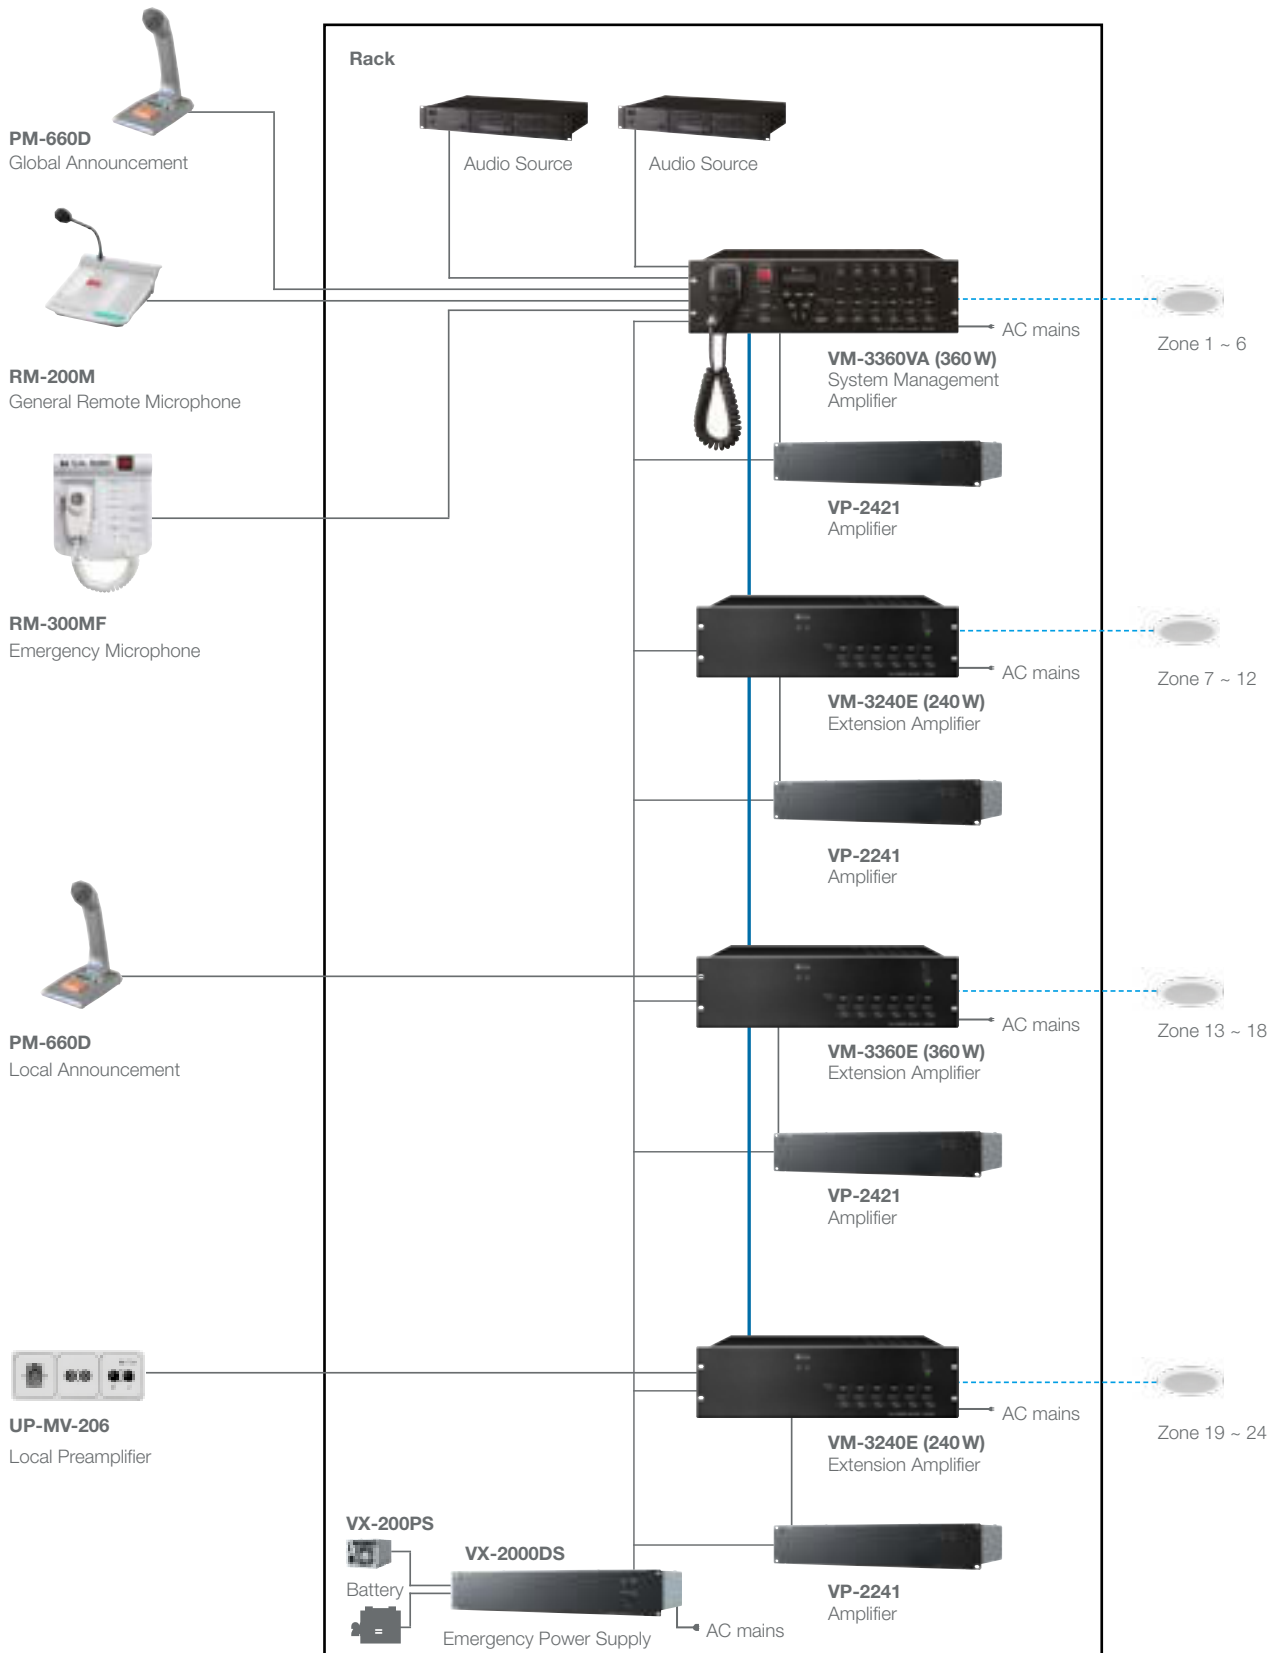 Rack
PM-660D
Global Announcement
Audio Source
Audio Source
AC mains
Zone 1 ~ 6
VM-3360VA (360 W)
System Management
Amplifier
RM-200M
General Remote Microphone
VP-2421
Amplifier
RM-300MF
Emergency Microphone
AC mains
Zone 7 ~ 12
VM-3240E (240 W)
Extension Amplifier
VP-2241
Amplifier
PM-660D
Local Announcement
AC mains
Zone 13 ~ 18
VM-3360E (360 W)
Extension Amplifier
VP-2421
Amplifier
UP-MV-206
Local Preamplifier
AC mains
Zone 19 ~ 24
VM-3240E (240 W)
Extension Amplifier
VX-200PS
Battery
VX-2000DS
Emergency Power Supply
AC mains
VP-2241
Amplifier